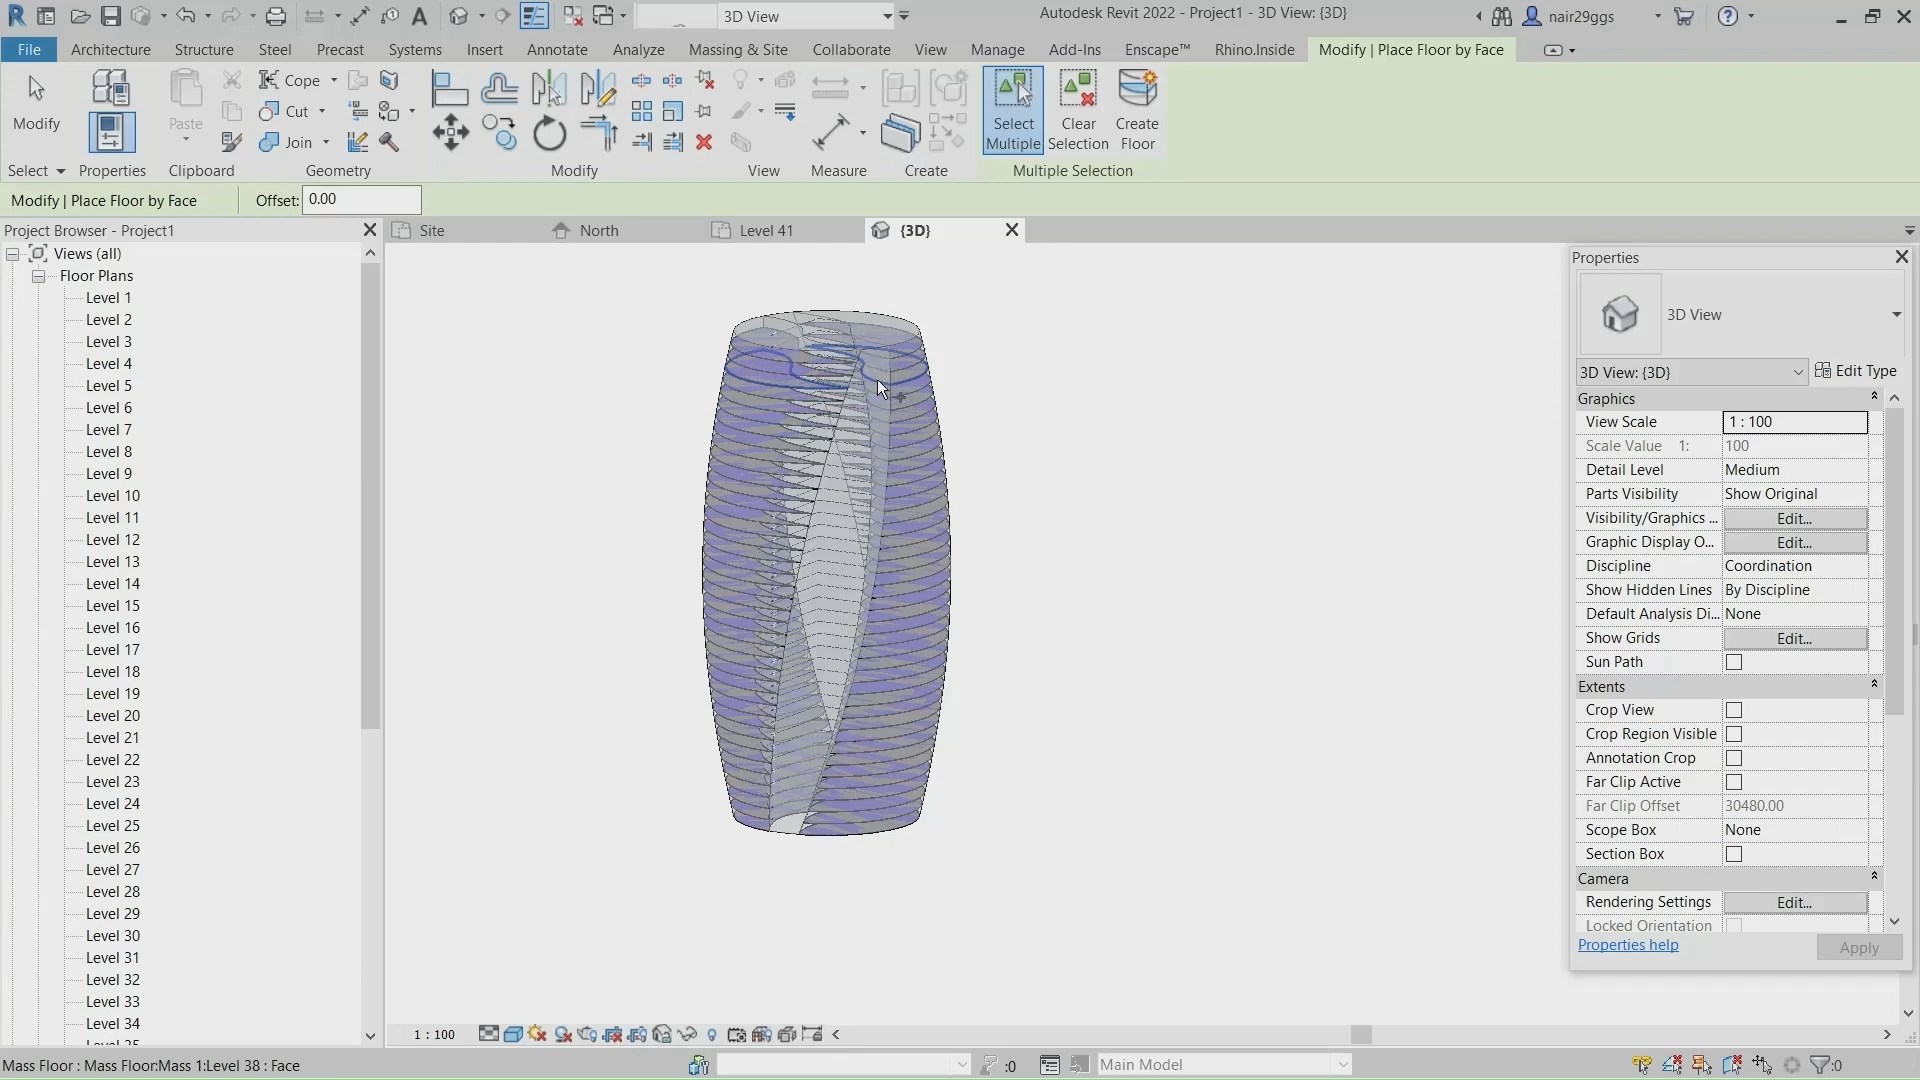 3D View
Autodesk Revit 2022 - Project1 - 3D View: {3D}
nair29ggs
File
Architecture
Structure
Steel
Precast
Systems
Insert
Annotate
Analyze
Massing & Site
Collaborate
View
Manage
Add-Ins
Enscape™
Rhino.Inside
Modify | Place Floor by Face
Modify
Paste
Cope
Cut
Join
Select Multiple
Clear Selection
Create Floor
Select
Properties
Clipboard
Geometry
Modify
View
Measure
Create
Multiple Selection
Modify | Place Floor by Face
Offset: 0.00
Project Browser - Project1
Site
North
Level 41
{3D}
Views (all)
Floor Plans
Level 1
Level 2
Level 3
Level 4
Level 5
Level 6
Level 7
Level 8
Level 9
Level 10
Level 11
Level 12
Level 13
Level 14
Level 15
Level 16
Level 17
Level 18
Level 19
Level 20
Level 21
Level 22
Level 23
Level 24
Level 25
Level 26
Level 27
Level 28
Level 29
Level 30
Level 31
Level 32
Level 33
Level 34
Properties
3D View
3D View: {3D}
Edit Type
Graphics
View Scale 1 : 100
Scale Value 1: 100
Detail Level Medium
Parts Visibility Show Original
Visibility/Graphics ... Edit...
Graphic Display O... Edit...
Discipline Coordination
Show Hidden Lines By Discipline
Default Analysis Di... None
Show Grids Edit...
Sun Path
Extents
Crop View
Crop Region Visible
Annotation Crop
Far Clip Active
Far Clip Offset 30480.00
Scope Box None
Section Box
Camera
Rendering Settings Edit...
Locked Orientation
Properties help
Apply
1 : 100
Mass Floor : Mass Floor:Mass 1:Level 38 : Face
:0
Main Model
:0